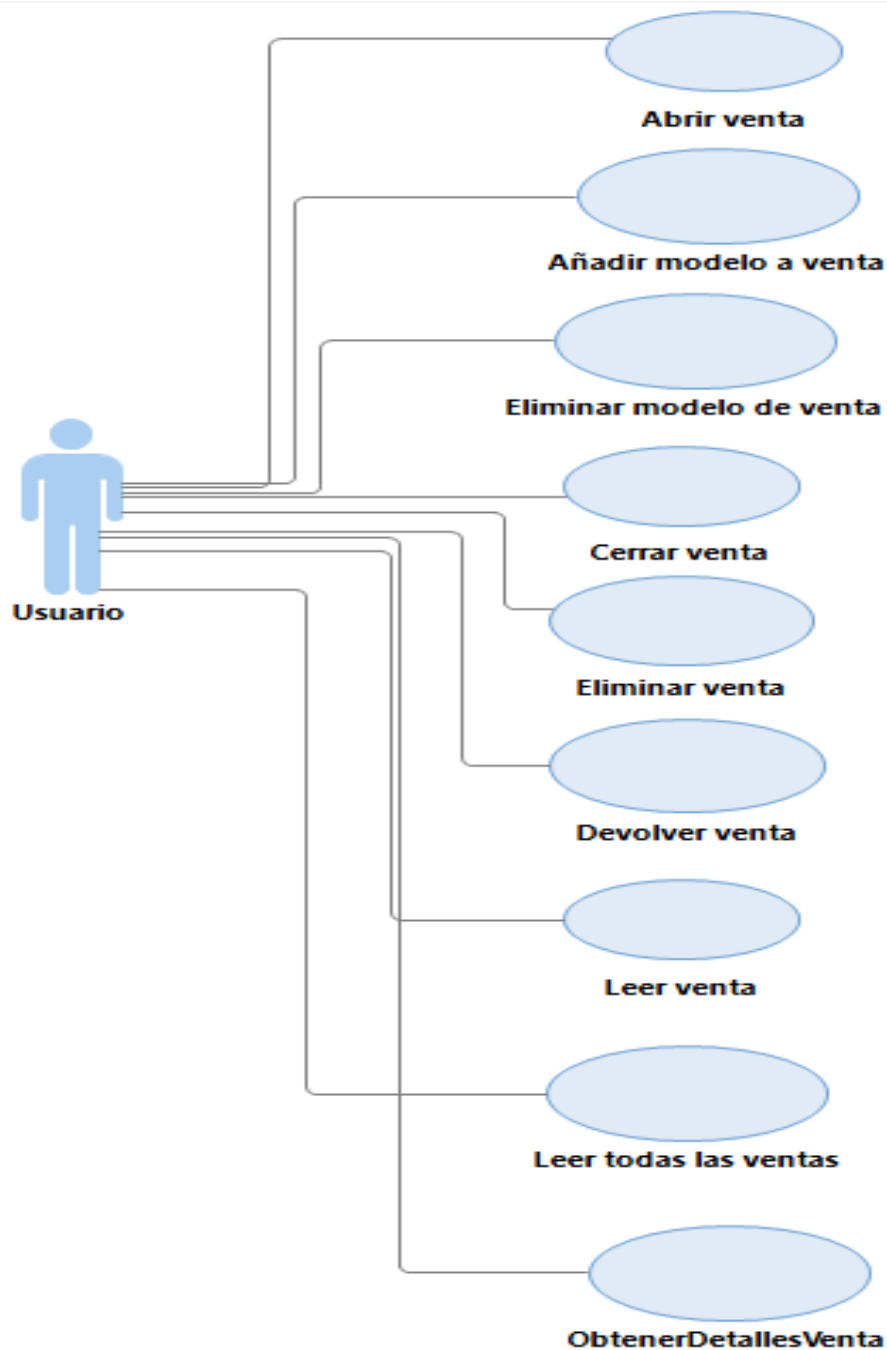 Abrir venta
Añadir modelo a venta
Eliminar modelo de venta
Cerrar venta
Usuario
Eliminar venta
Devolver venta
Leer venta
Leer todas las ventas
ObtenerDetallesVenta